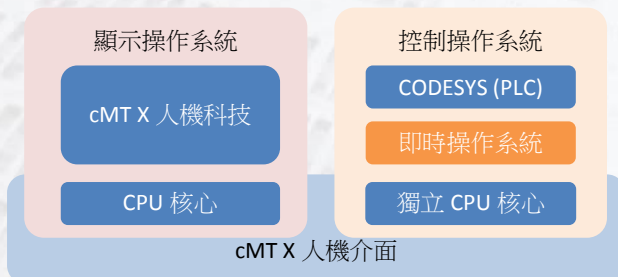 顯示操作系統
cMT X 人機科技
CPU 核心
控制操作系統
CODESYS (PLC)
即時操作系統
獨立 CPU 核心
cMT X 人機介面